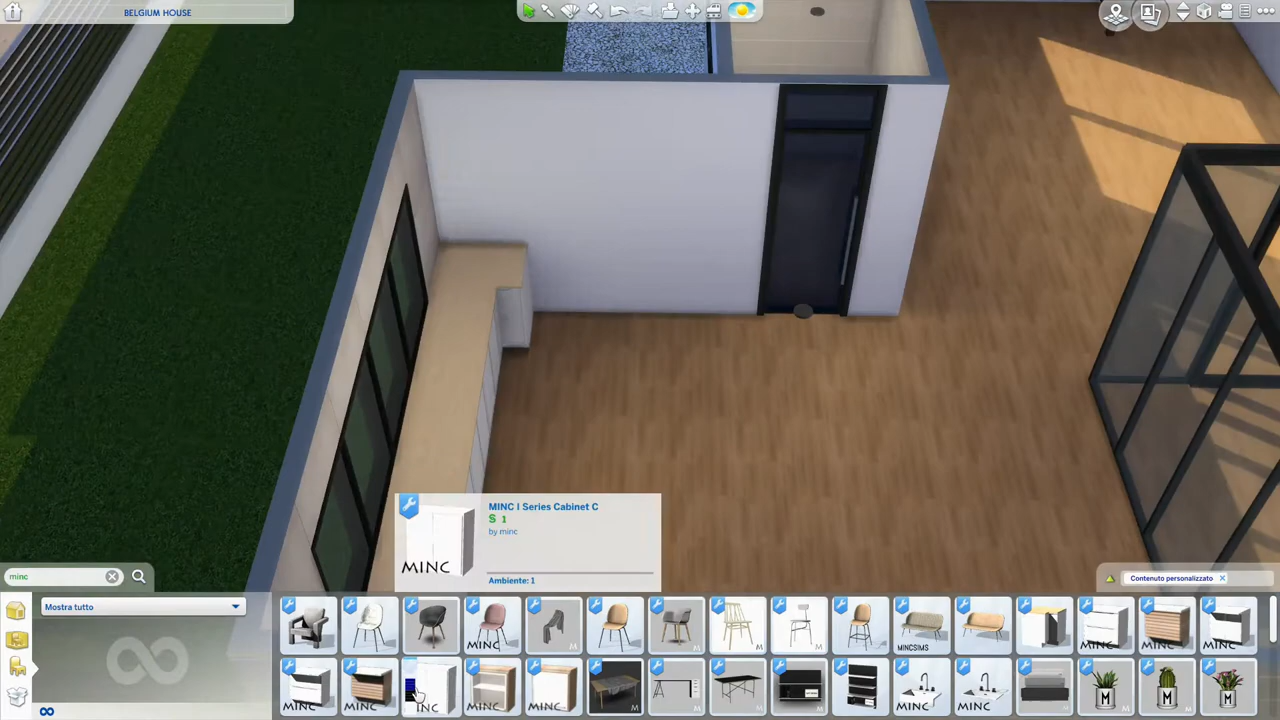 BELGIUM HOUSE
MINC I Series Cabinet C
§ 1
by minc
MINC
Ambiente: 1
minc
Contenuto personalizzato
Mostra tutto
MINC
MINCSIMS
MINC
MINC
MINC
MINC
MINC
INC
MINC
MINC
MINC
MINC
M
M
M